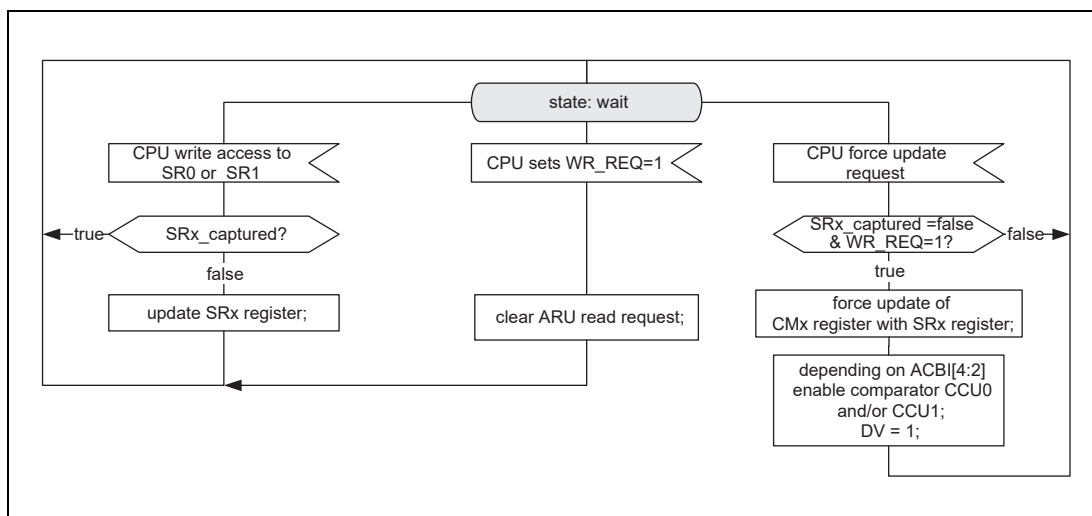 state: wait
CPU write access to
SR0 or SR1
true
SRx_captured?
false
update SRx register;
CPU sets WR_REQ=1
clear ARU read request;
CPU force update
request
SRx_captured =false
& WR_REQ=1?
false
true
force update of
CMx register with SRx register;
depending on ACBI[4:2]
enable comparator CCU0
and/or CCU1;
DV = 1;